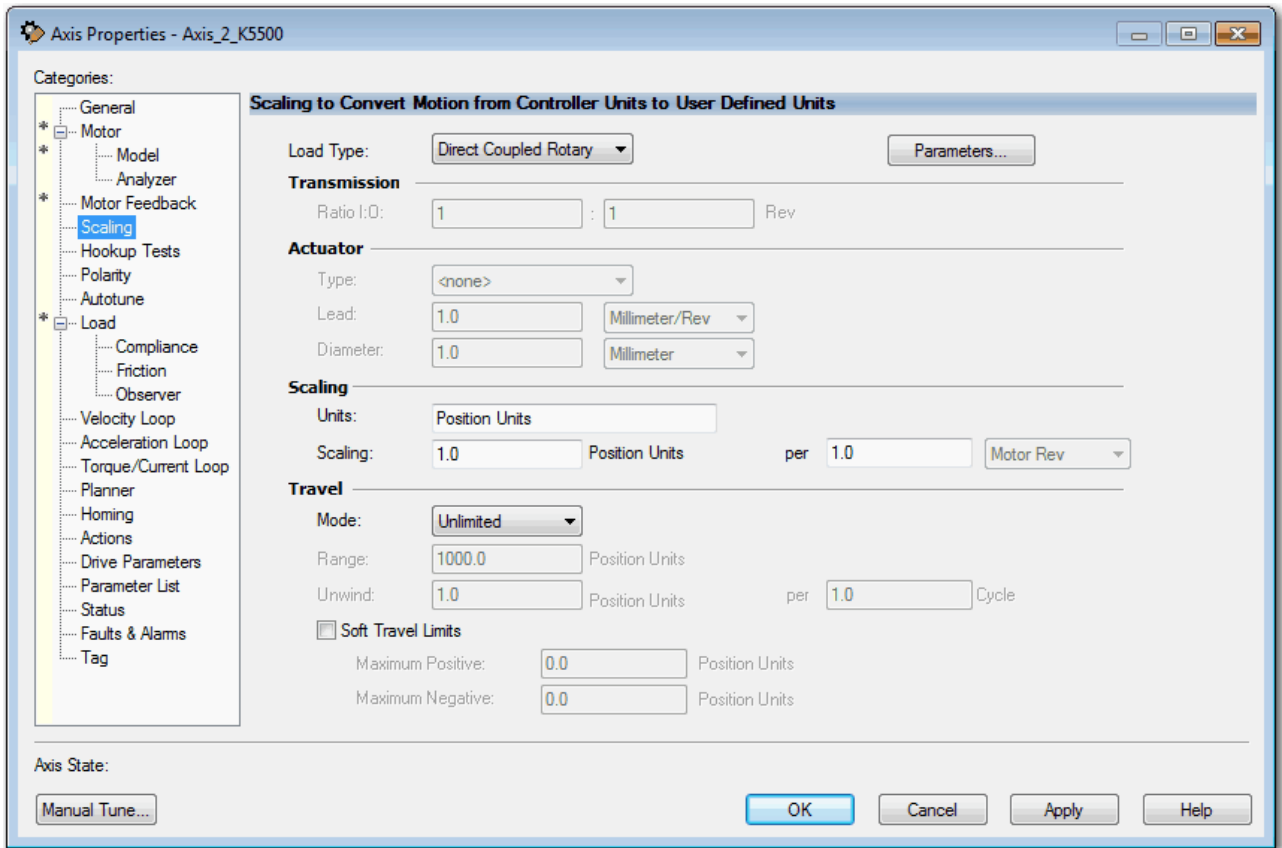 Axis Properties - Axis_2_K5500
Categories:
General
* Motor
* Model
Analyzer
* Motor Feedback
Scaling
Hookup Tests
Polarity
Autotune
* Load
Compliance
Friction
Observer
Velocity Loop
Acceleration Loop
Torque/Current Loop
Planner
Homing
Actions
Drive Parameters
Parameter List
Status
Faults & Alarms
Tag
Scaling to Convert Motion from Controller Units to User Defined Units
Load Type: Direct Coupled Rotary Parameters...
Transmission
Ratio I:O: 1 : 1 Rev
Actuator
Type: <none>
Lead: 1.0 Millimeter/Rev
Diameter: 1.0 Millimeter
Scaling
Units: Position Units
Scaling: 1.0 Position Units per 1.0 Motor Rev
Travel
Mode: Unlimited
Range: 1000.0 Position Units
Unwind: 1.0 Position Units per 1.0 Cycle
Soft Travel Limits
Maximum Positive: 0.0 Position Units
Maximum Negative: 0.0 Position Units
Axis State:
Manual Tune... OK Cancel Apply Help